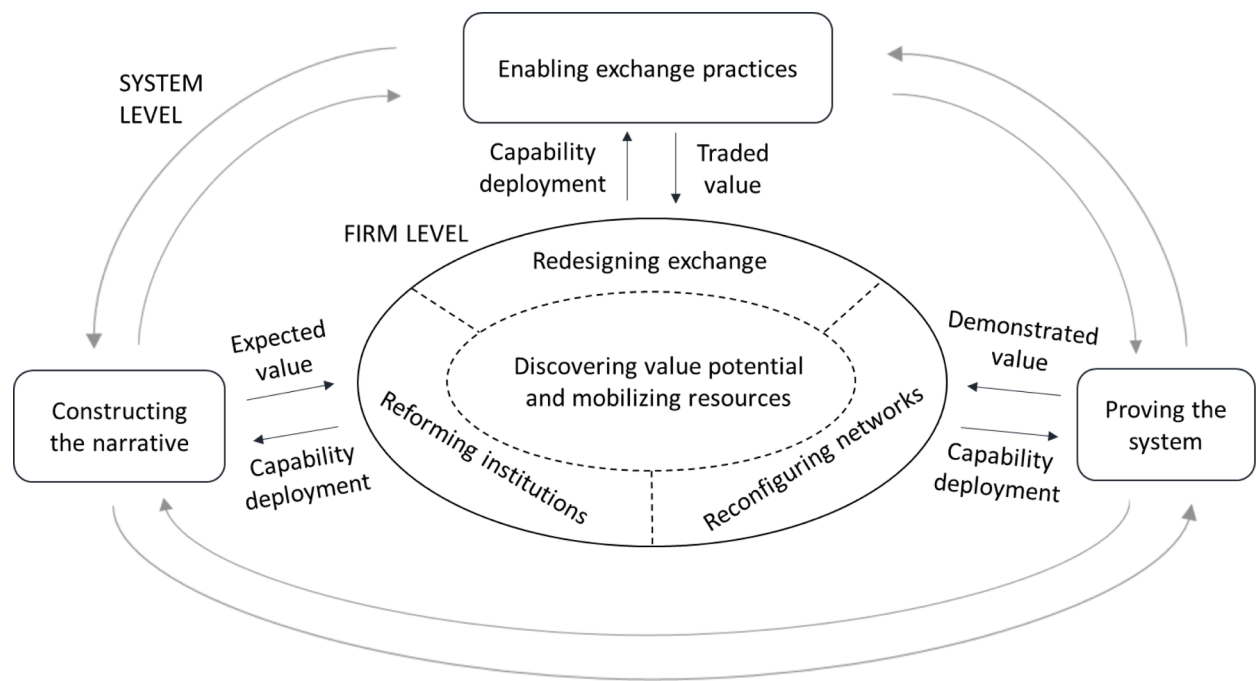 Enabling exchange practices
SYSTEM
LEVEL
Capability
deployment
Traded
value
FIRM LEVEL
Redesigning exchange
Expected
value
Demonstrated
value
Discovering value potential
and mobilizing resources
Constructing
the narrative
Proving the
system
Reforming institutions
Reconfiguring networks
Capability
deployment
Capability
deployment